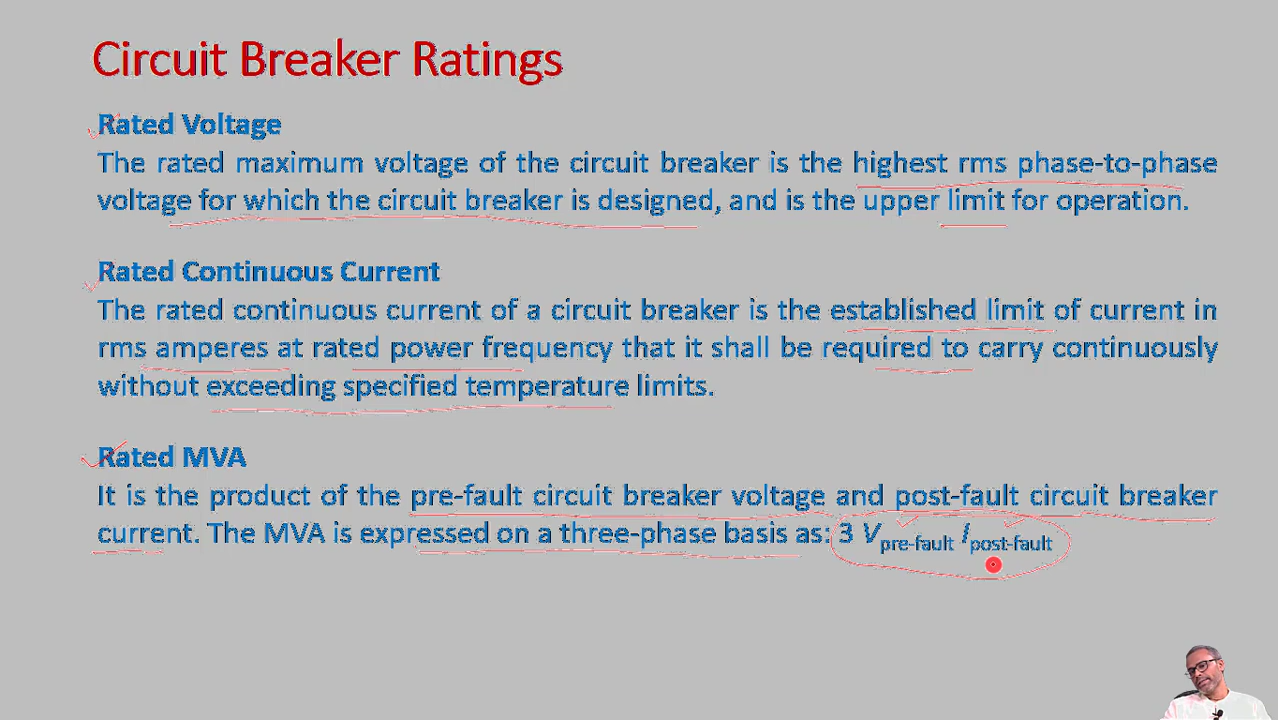 Circuit Breaker Ratings
Rated Voltage
The rated maximum voltage of the circuit breaker is the highest rms phase-to-phase
voltage for which the circuit breaker is designed, and is the upper limit for operation.
Rated Continuous Current
The rated continuous current of a circuit breaker is the established limit of current in
rms amperes at rated power frequency that it shall be required to carry continuously
without exceeding specified temperature limits.
Rated MVA
It is the product of the pre-fault circuit breaker voltage and post-fault circuit breaker
current. The MVA is expressed on a three-phase basis as: 3 V pre-fault I post-fault